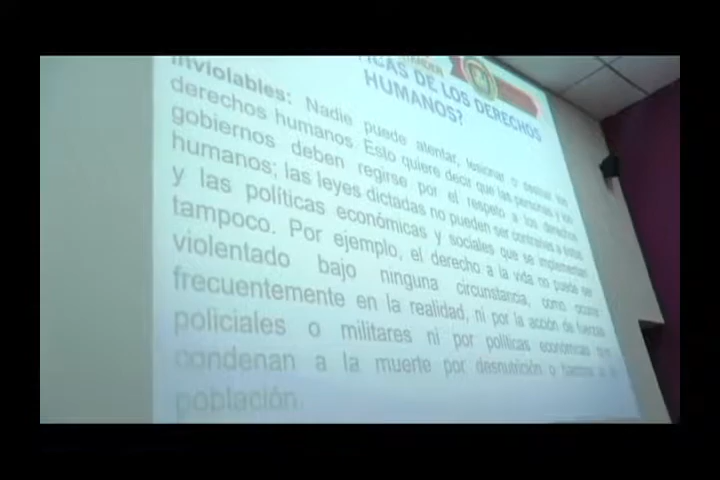 ICAS DE LOS DERECHOS
HUMANOS?
Inviolables: Nadie puede atentar, lesionar o destruir los
derechos humanos. Esto quiere decir que las personas y los
gobiernos deben regirse por el respeto a los derechos
humanos; las leyes dictadas no pueden ser contrarias a estos
y las políticas económicas y sociales que se implementan
tampoco. Por ejemplo, el derecho a la vida no puede ser
violentado bajo ninguna circunstancia, como ocurre
frecuentemente en la realidad, ni por la acción de fuerzas
policiales o militares ni por políticas económicas que
condenan a la muerte por desnutrición o hambre a la
población.